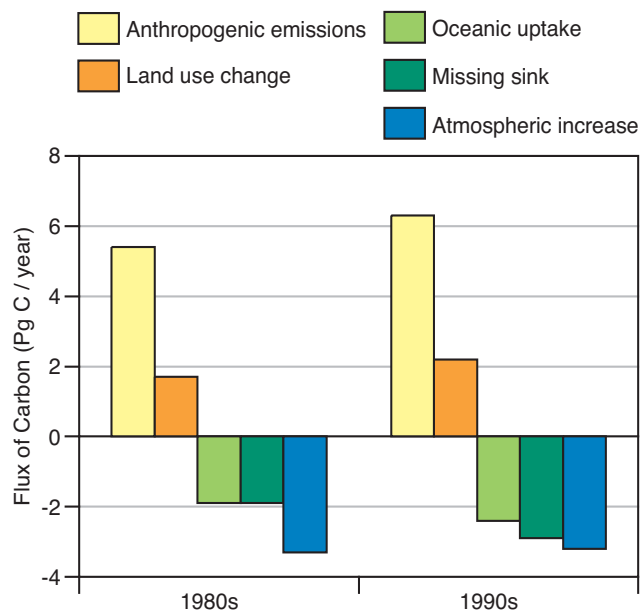 Anthropogenic emissions
Oceanic uptake
Land use change
Missing sink
Atmospheric increase
Flux of Carbon (Pg C / year)
8
6
4
2
0
-2
-4
1980s
1990s